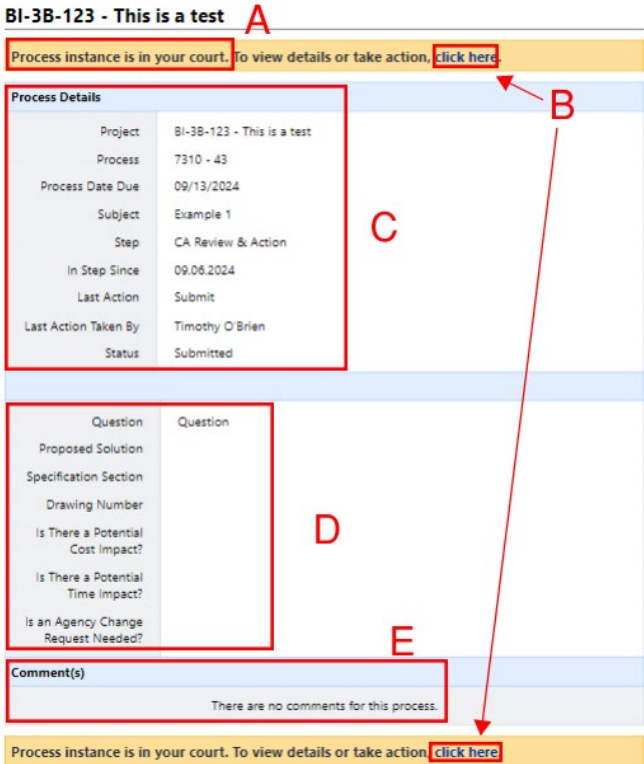 BI-3B-123 - This is a test
A
Process instance is in your court. To view details or take action, click here.
B
Process Details
Project BI-3B-123 - This is a test
Process 7310 - 43
Process Date Due 09/13/2024
Subject Example 1
C
Step CA Review & Action
In Step Since 09.06.2024
Last Action Submit
Last Action Taken By Timothy O'Brien
Status Submitted
Question Question
Proposed Solution
Specification Section
Drawing Number
D
Is There a Potential
Cost Impact?
Is There a Potential
Time Impact?
Is an Agency Change
Request Needed?
E
Comment(s)
There are no comments for this process.
Process instance is in your court. To view details or take action, click here